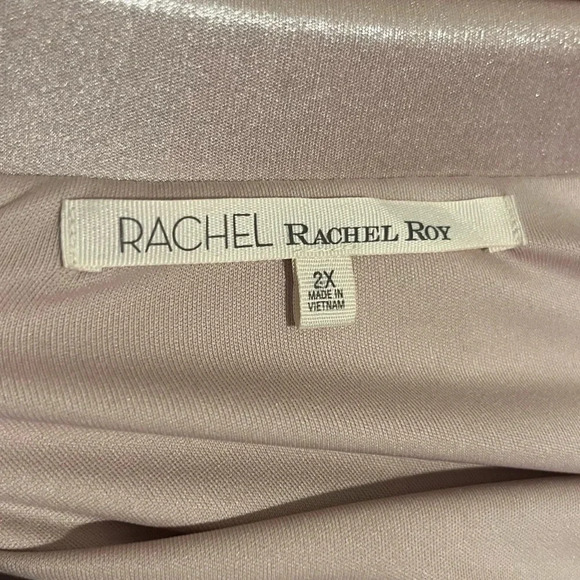 RACHEL RACHEL ROY
2X
MADE IN
VIETNAM